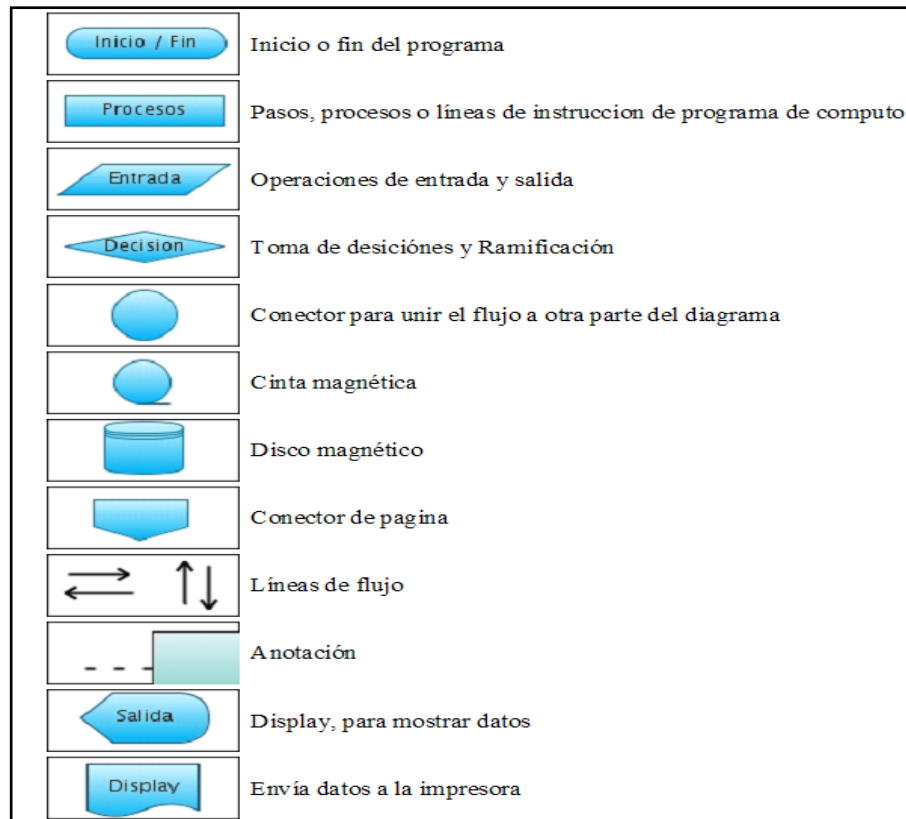 Inicio / Fin Inicio o fin del programa
Procesos Pasos, procesos o líneas de instruccion de programa de computo
Entrada Operaciones de entrada y salida
Decision Toma de desiciónes y Ramificación
Conector para unir el flujo a otra parte del diagrama
Cinta magnética
Disco magnético
Conector de pagina
Líneas de flujo
Anotación
Salida Display, para mostrar datos
Display Envía datos a la impresora